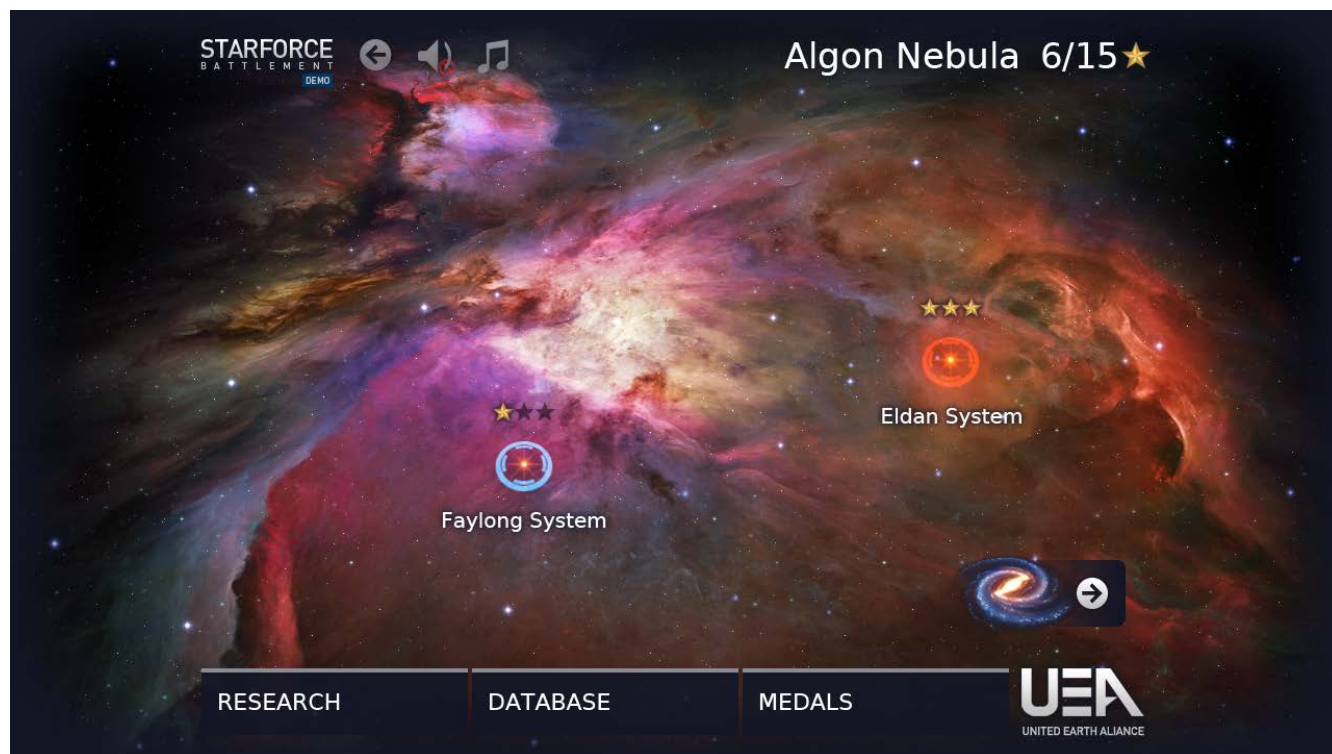 STARFORCE
BATTLEMENT
DEMO
Algon Nebula 6/15
Eldan System
Faylong System
RESEARCH
DATABASE
MEDALS
UEA
UNITED EARTH ALIANCE